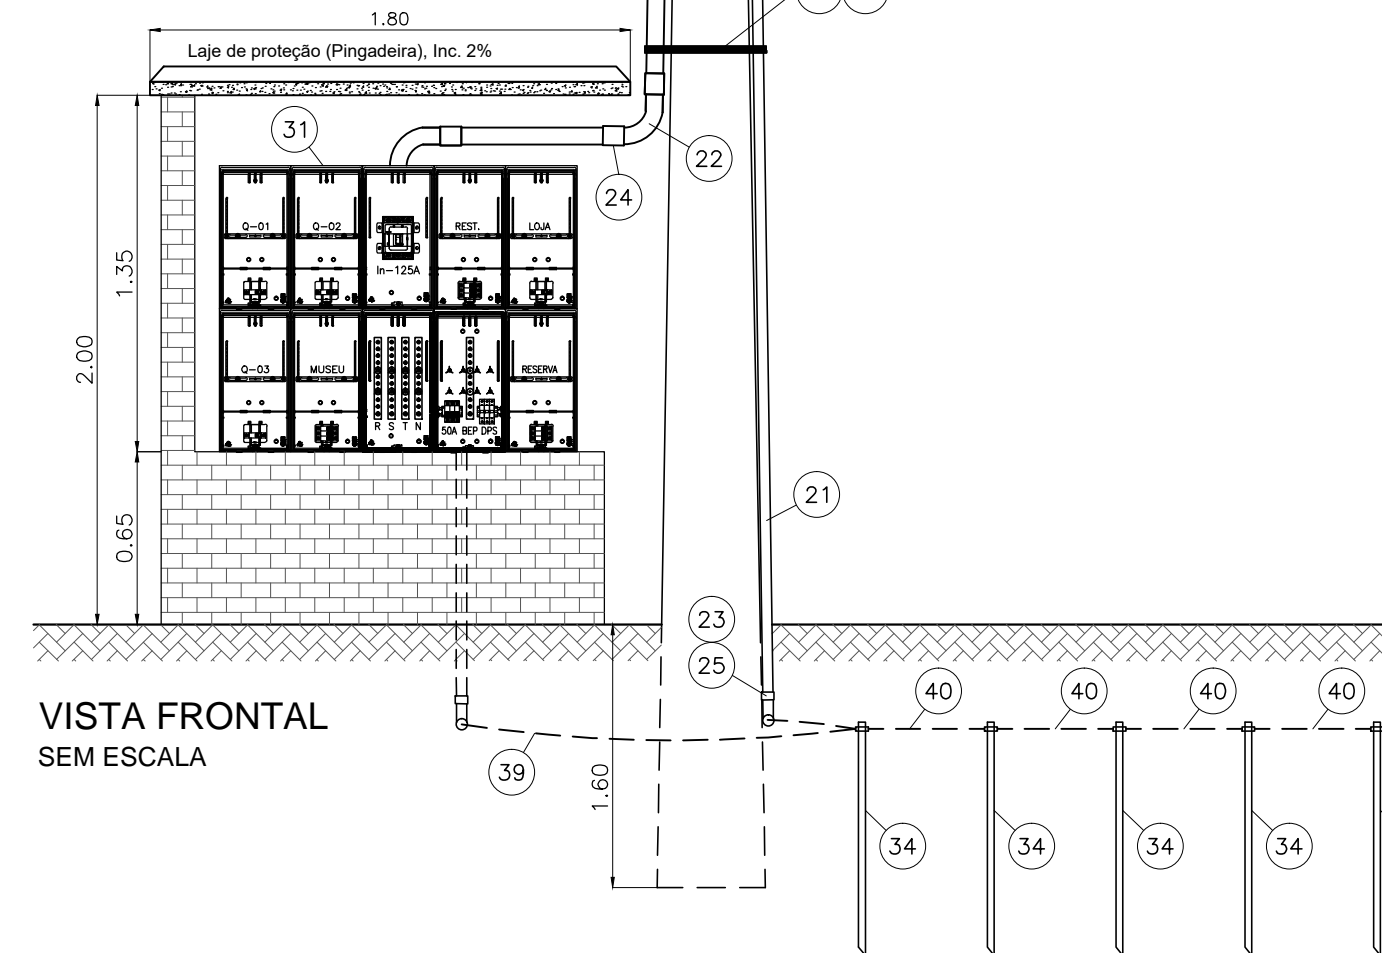 1.80
Laje de proteção (Pingadeira), Inc. 2%
31
22
24
Q-01
Q-02
In-125A
REST.
LOJA
1.35
2.00
Q-03
MUSEU
R S T N
50A BEP DPS
RESERVA
21
0.65
23
25
VISTA FRONTAL
SEM ESCALA
40
40
40
40
39
1.60
34
34
34
34